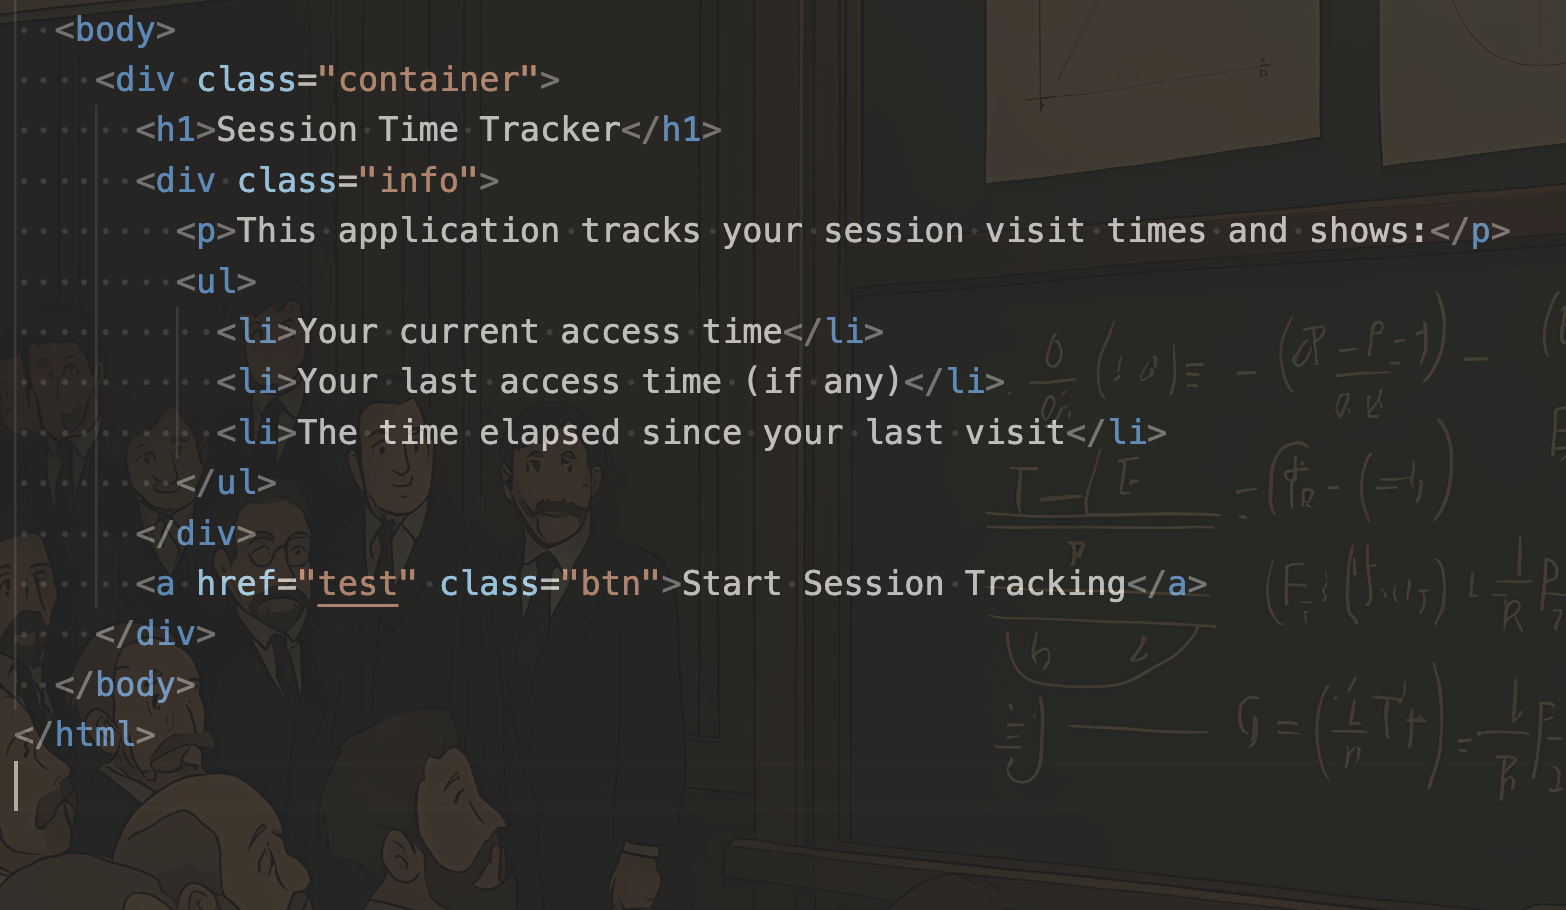 <body>
<div class="container">
<h1>Session Time Tracker</h1>
<div class="info">
<p>This application tracks your session visit times and shows:</p>
<ul>
<li>Your current access time</li>
<li>Your last access time (if any)</li>
<li>The time elapsed since your last visit</li>
</ul>
</div>
<a href="test" class="btn">Start Session Tracking</a>
</div>
</body>
</html>